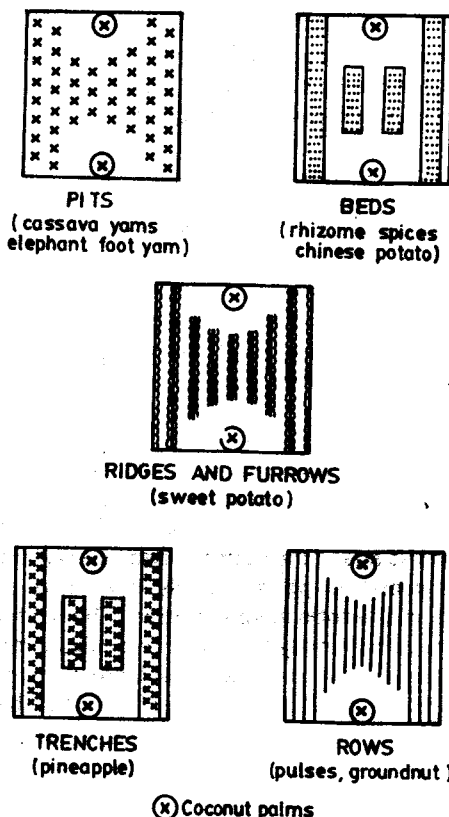 PITS
(cassava yams
elephant foot yam)
BEDS
(rhizome spices
chinese potato)
RIDGES AND FURROWS
(sweet potato)
TRENCHES
(pineapple)
ROWS
(pulses, groundnut)
Coconut palms